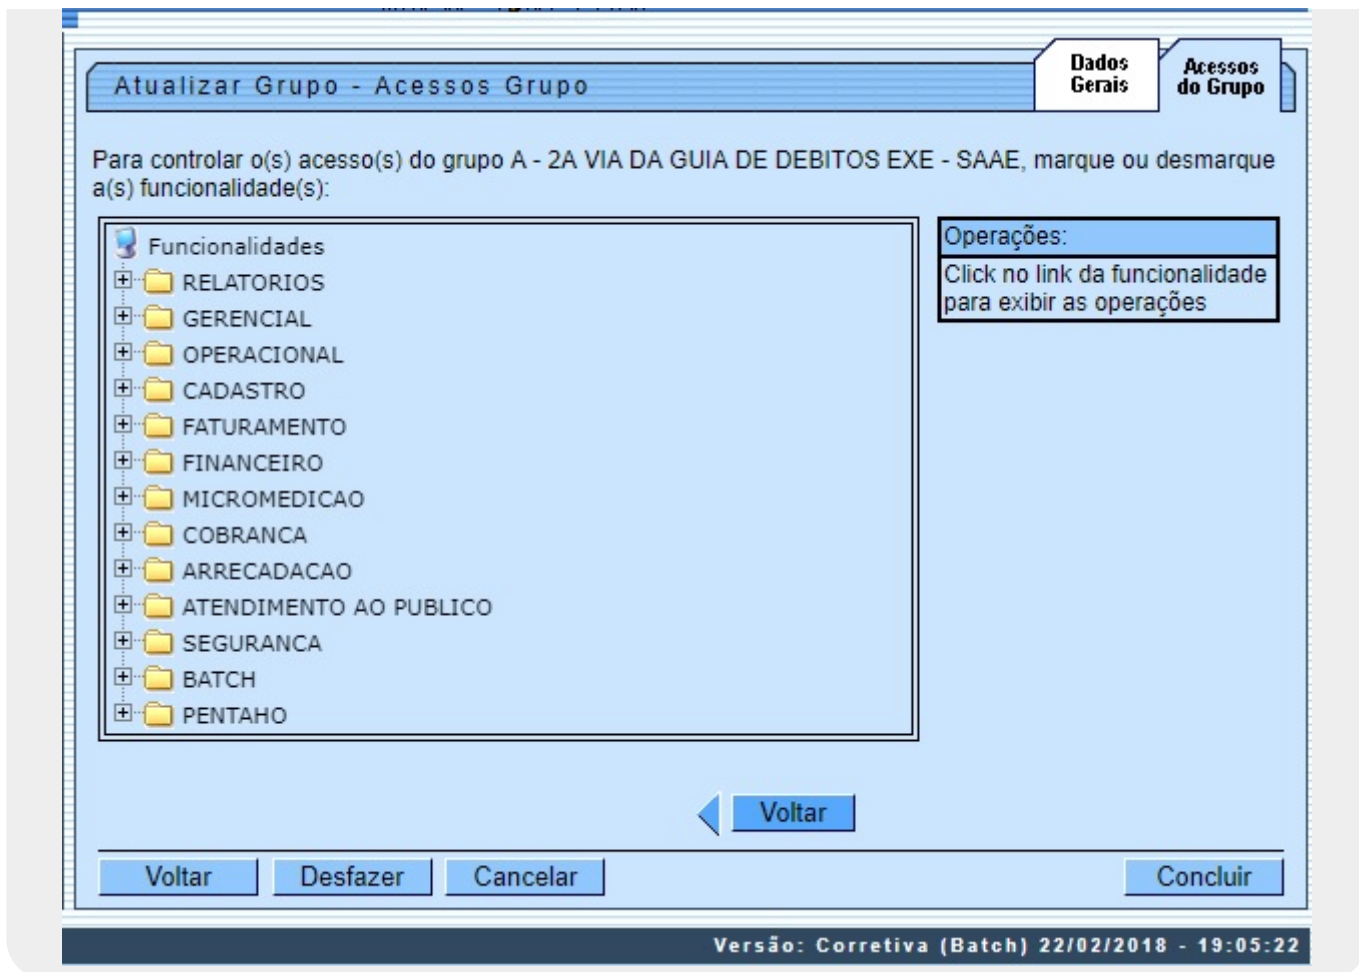 Atualizar Grupo - Acessos Grupo
Dados
Gerais
Acessos
do Grupo
Para controlar o(s) acesso(s) do grupo A - 2A VIA DA GUIA DE DEBITOS EXE - SAAE, marque ou desmarque
a(s) funcionalidade(s):
Funcionalidades
RELATORIOS
GERENCIAL
OPERACIONAL
CADASTRO
FATURAMENTO
FINANCEIRO
MICROMEDICAO
COBRANCA
ARRECADACAO
ATENDIMENTO AO PUBLICO
SEGURANCA
BATCH
PENTAHO
Operações:
Click no link da funcionalidade
para exibir as operações
Voltar
Voltar
Desfazer
Cancelar
Concluir
Versão: Corretiva (Batch) 22/02/2018 - 19:05:22